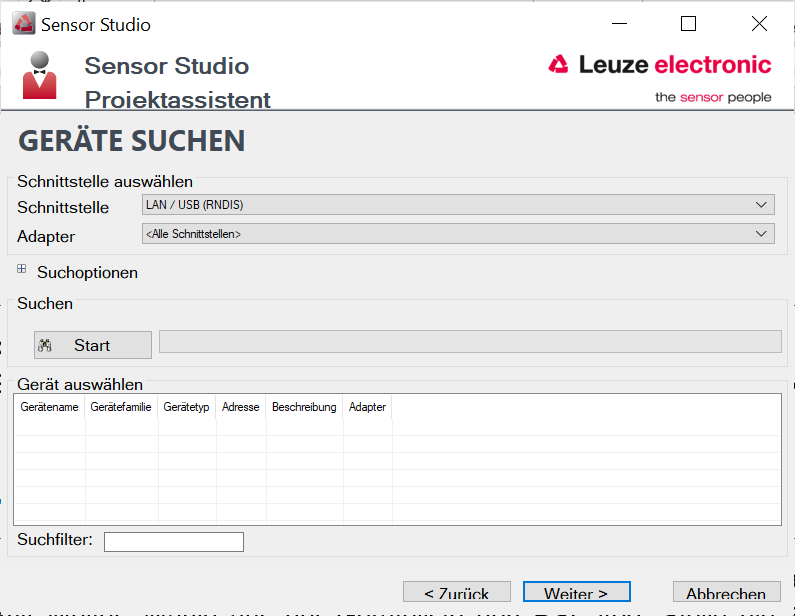 Sensor Studio
Sensor Studio
Projektassistent
Leuze electronic
the sensor people
GERÄTE SUCHEN
Schnittstelle auswählen
Schnittstelle
LAN / USB (RNDIS)
Adapter
<Alle Schnittstellen>
Suchoptionen
Suchen
Start
Gerät auswählen
Gerätename Gerätefamilie Gerätetyp Adresse Beschreibung Adapter
Suchfilter:
< Zurück Weiter > Abbrechen